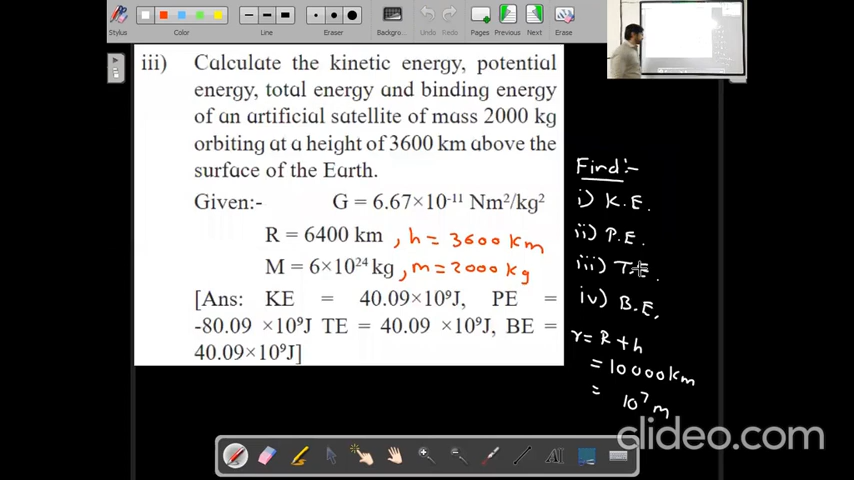 Stylus
Color
Line
Eraser
Backgro...
Undo
Redo
Pages
Previous
Next
Erase
iii) Calculate the kinetic energy, potential
energy, total energy and binding energy
of an artificial satellite of mass 2000 kg
orbiting at a height of 3600 km above the
surface of the Earth.
Given:- G = 6.67×10⁻¹¹ Nm²/kg²
R = 6400 km , h = 3600 km
M = 6×10²⁴ kg , m = 2000 kg
[Ans: KE = 40.09×10⁹J, PE =
-80.09 ×10⁹J TE = 40.09 ×10⁹J, BE =
40.09×10⁹J]
Find :-
i) K.E.
ii) P.E.
iii) T.E.
iv) B.E.
r = R + h
= 10000 km
= 10⁷ m
clideo.com